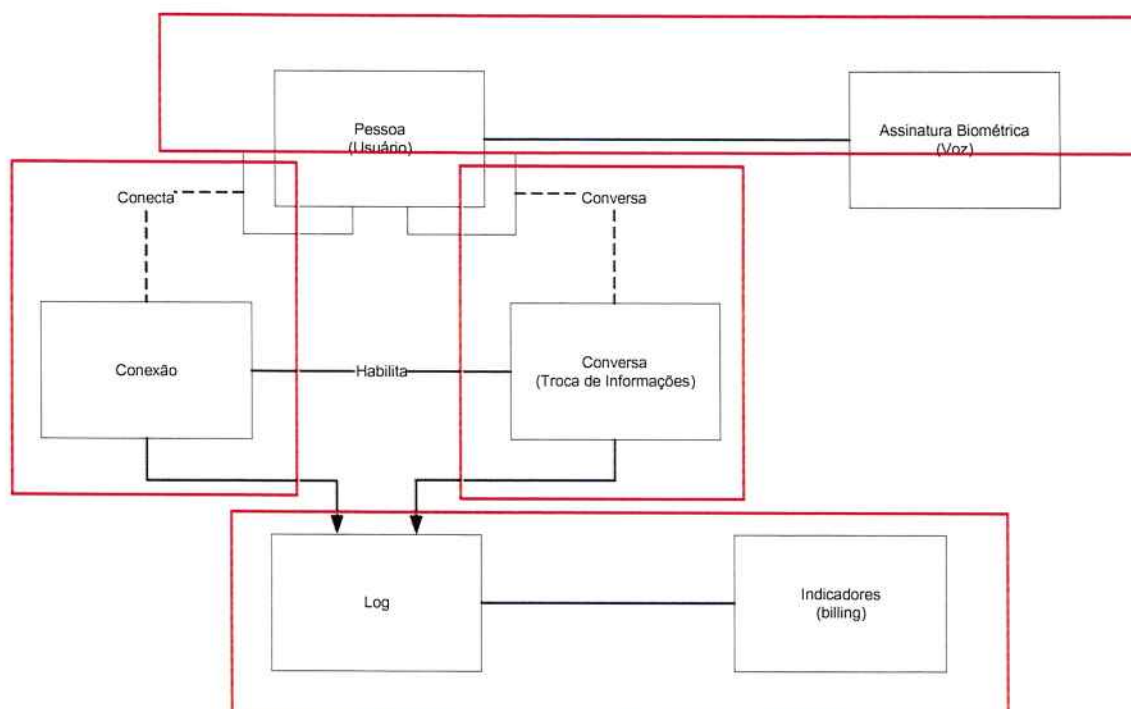 Pessoa
(Usuário)
Assinatura Biométrica
(Voz)
Conecta
Conversa
Conexão
Habilita
Conversa
(Troca de Informações)
Log
Indicadores
(billing)